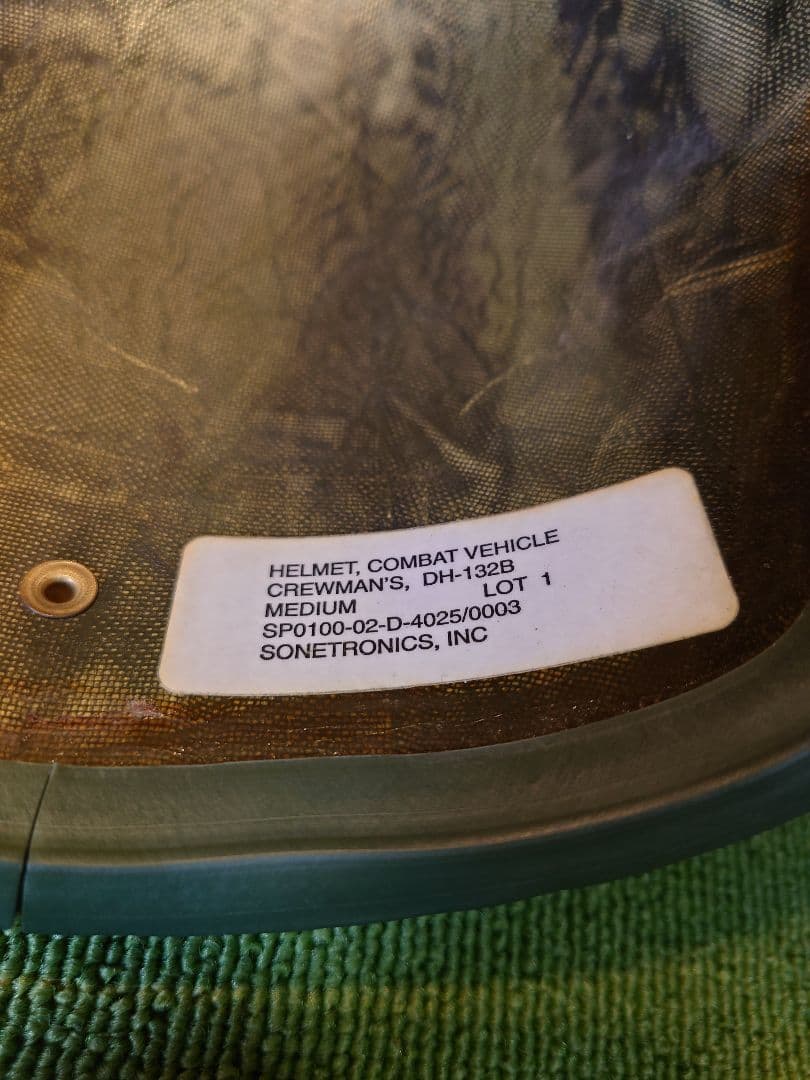 HELMET, COMBAT VEHICLE
CREWMAN'S, DH-132B
MEDIUM LOT 1
SP0100-02-D-4025/0003
SONETRONICS, INC